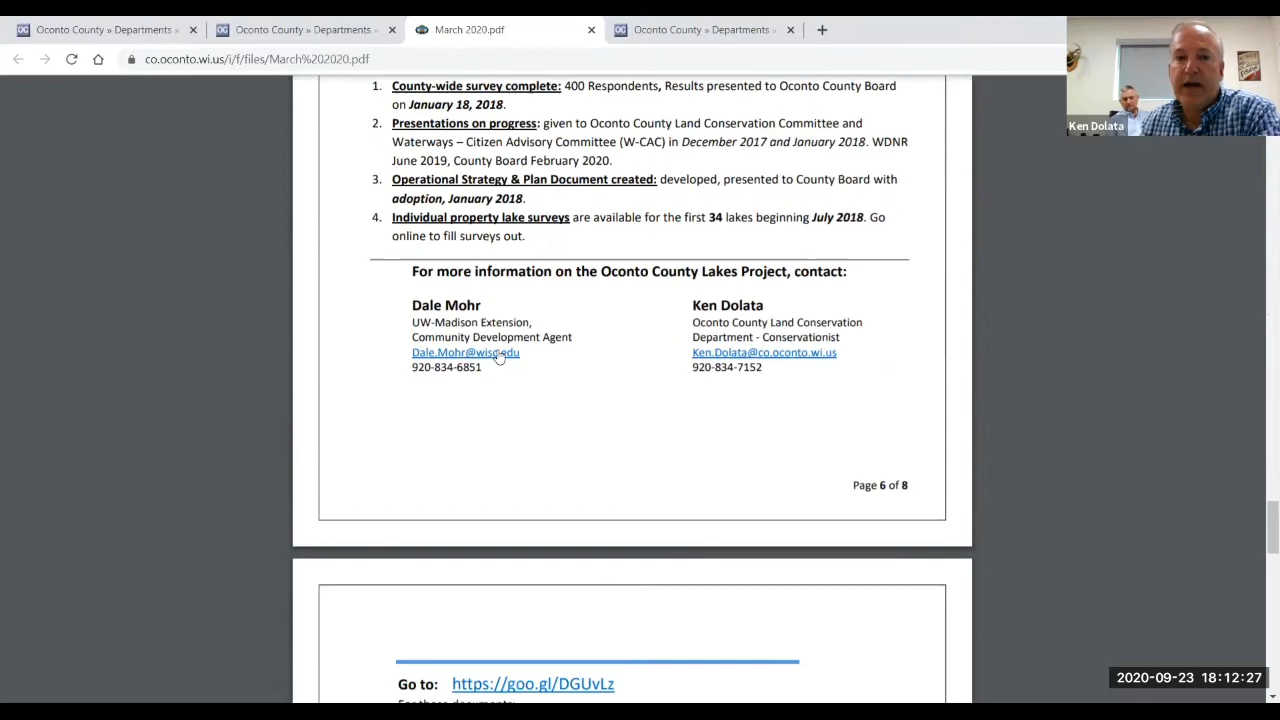 Oconto County » Departments »
Oconto County » Departments »
March 2020.pdf
Oconto County » Departments »
co.oconto.wi.us/i/f/files/March%202020.pdf
Ken Dolata
1. County-wide survey complete: 400 Respondents, Results presented to Oconto County Board
on January 18, 2018.
2. Presentations on progress: given to Oconto County Land Conservation Committee and
Waterways – Citizen Advisory Committee (W-CAC) in December 2017 and January 2018. WDNR
June 2019, County Board February 2020.
3. Operational Strategy & Plan Document created: developed, presented to County Board with
adoption, January 2018.
4. Individual property lake surveys are available for the first 34 lakes beginning July 2018. Go
online to fill surveys out.
For more information on the Oconto County Lakes Project, contact:
Dale Mohr
UW-Madison Extension,
Community Development Agent
Dale.Mohr@wisc.edu
920-834-6851
Ken Dolata
Oconto County Land Conservation
Department - Conservationist
Ken.Dolata@co.oconto.wi.us
920-834-7152
Page 6 of 8
Go to: https://goo.gl/DGUvLz
2020-09-23 18:12:27